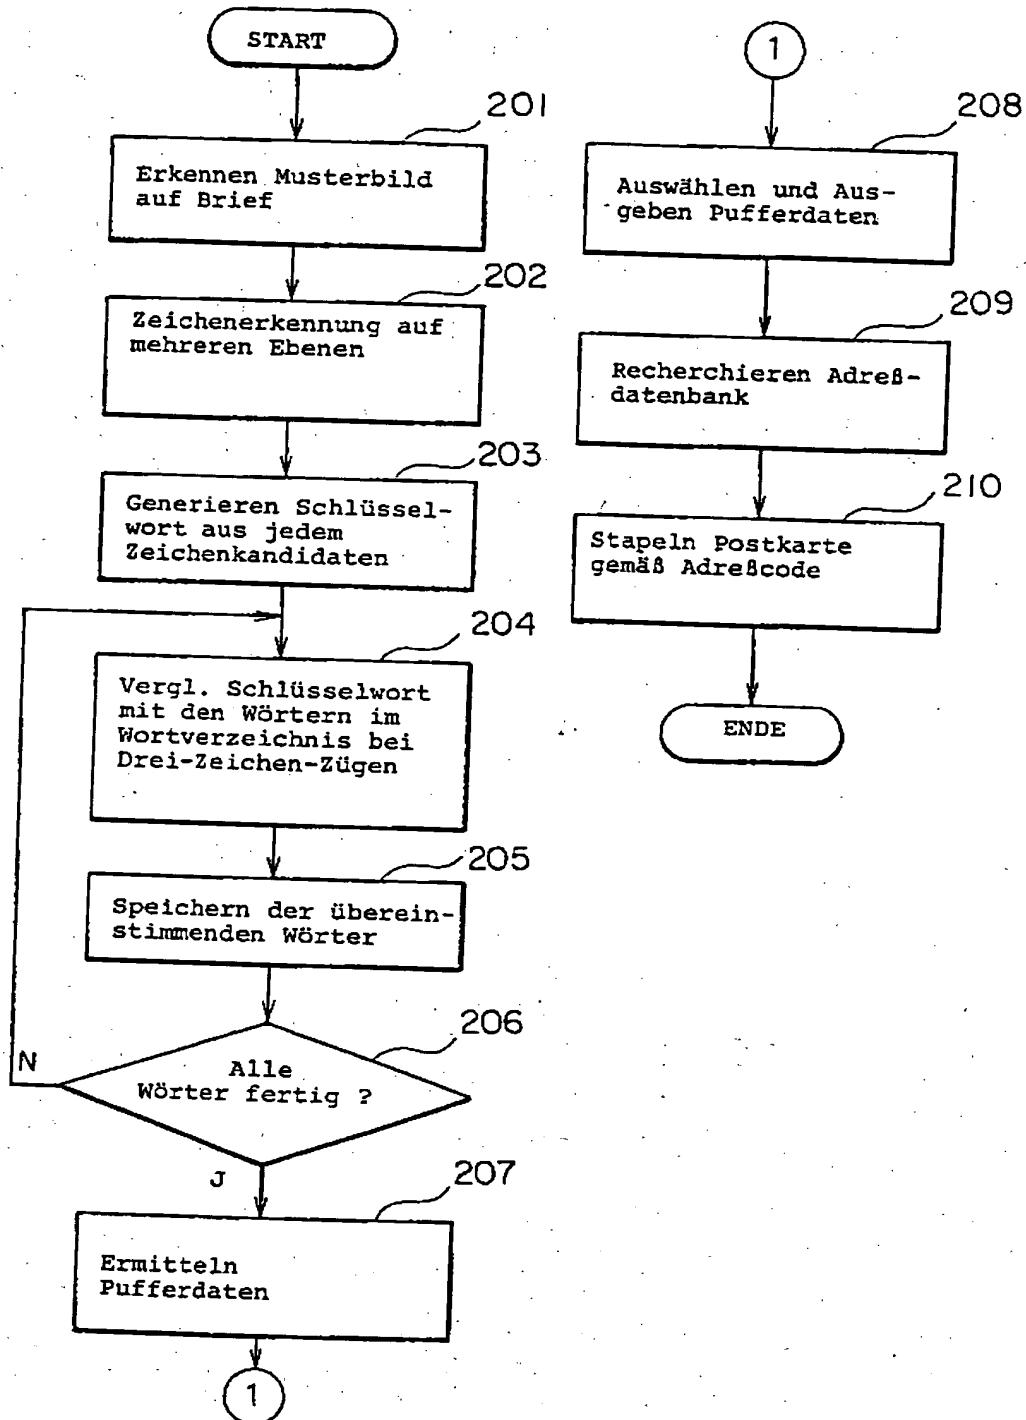 START
201
Erkennen Musterbild
auf Brief
202
Zeichenerkennung auf
mehreren Ebenen
203
Generieren Schlüssel-
wort aus jedem
Zeichenkandidaten
204
Vergl. Schlüsselwort
mit den Wörtern im
Wortverzeichnis bei
Drei-Zeichen-Zügen
205
Speichern der überein-
stimmenden Wörter
206
Alle
Wörter fertig ?
N
J
207
Ermitteln
Pufferdaten
1
1
208
Auswählen und Aus-
geben Pufferdaten
209
Recherchieren Adreß-
datenbank
210
Stapeln Postkarte
gemäß Adreßcode
ENDE